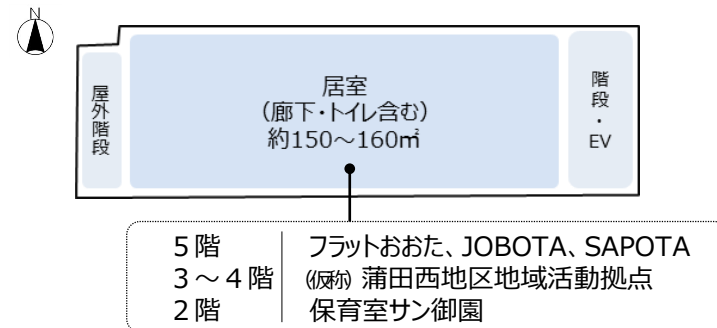 N
屋外階段
居室
（廊下・トイレ含む）
約150～160㎡
階段・EV
5階 フラットおおた、JOBOTA、SAPOTA
3～4階 (仮称) 蒲田西地区地域活動拠点
2階 保育室サン御園